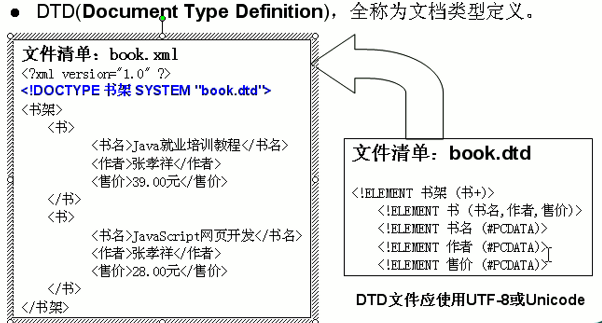 ● DTD(Document Type Definition)，全称为文档类型定义。
文件清单：book.xml
<?xml version="1.0" ?>
<!DOCTYPE 书架 SYSTEM "book.dtd">
<书架>
<书>
<书名>Java就业培训教程</书名>
<作者>张孝祥</作者>
<售价>39.00元</售价>
</书>
<书>
<书名>JavaScript网页开发</书名>
<作者>张孝祥</作者>
<售价>28.00元</售价>
</书>
</书架>
文件清单：book.dtd
<!ELEMENT 书架 (书+)>
<!ELEMENT 书 (书名,作者,售价)>
<!ELEMENT 书名 (#PCDATA)>
<!ELEMENT 作者 (#PCDATA)>
<!ELEMENT 售价 (#PCDATA)>
DTD文件应使用UTF-8或Unicode